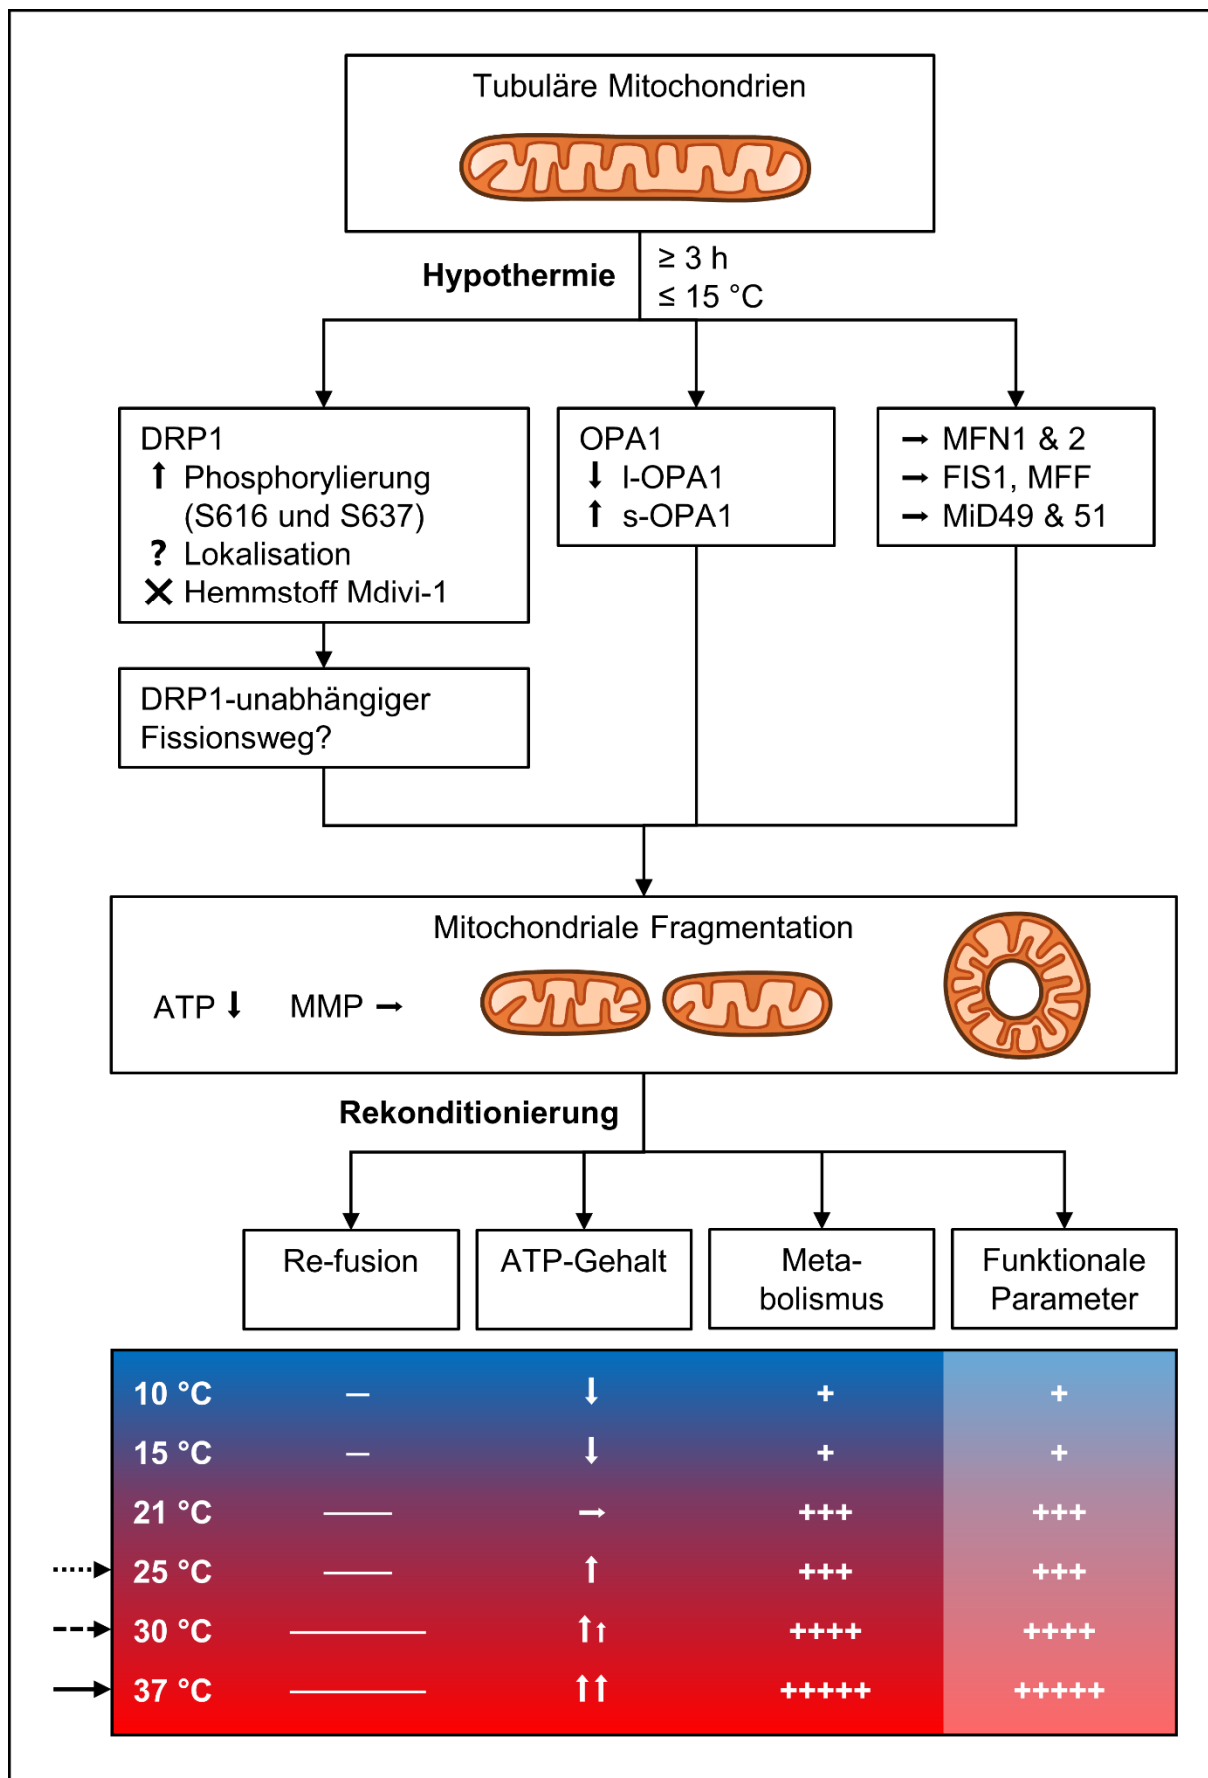 Tubuläre Mitochondrien
Hypothermie
≥ 3 h
≤ 15 °C
DRP1
↑ Phosphorylierung
(S616 und S637)
? Lokalisation
✕ Hemmstoff Mdivi-1
OPA1
↓ l-OPA1
↑ s-OPA1
→ MFN1 & 2
→ FIS1, MFF
→ MiD49 & 51
DRP1-unabhängiger
Fissionsweg?
Mitochondriale Fragmentation
ATP ↓ MMP →
Rekonditionierung
Re-fusion
ATP-Gehalt
Meta-
bolismus
Funktionale
Parameter
10 °C — ↓ + +
15 °C — ↓ + +
21 °C — → +++ +++
25 °C — ↑ +++ +++
30 °C — ↑↑ ++++ ++++
37 °C — ↑↑ +++++ +++++